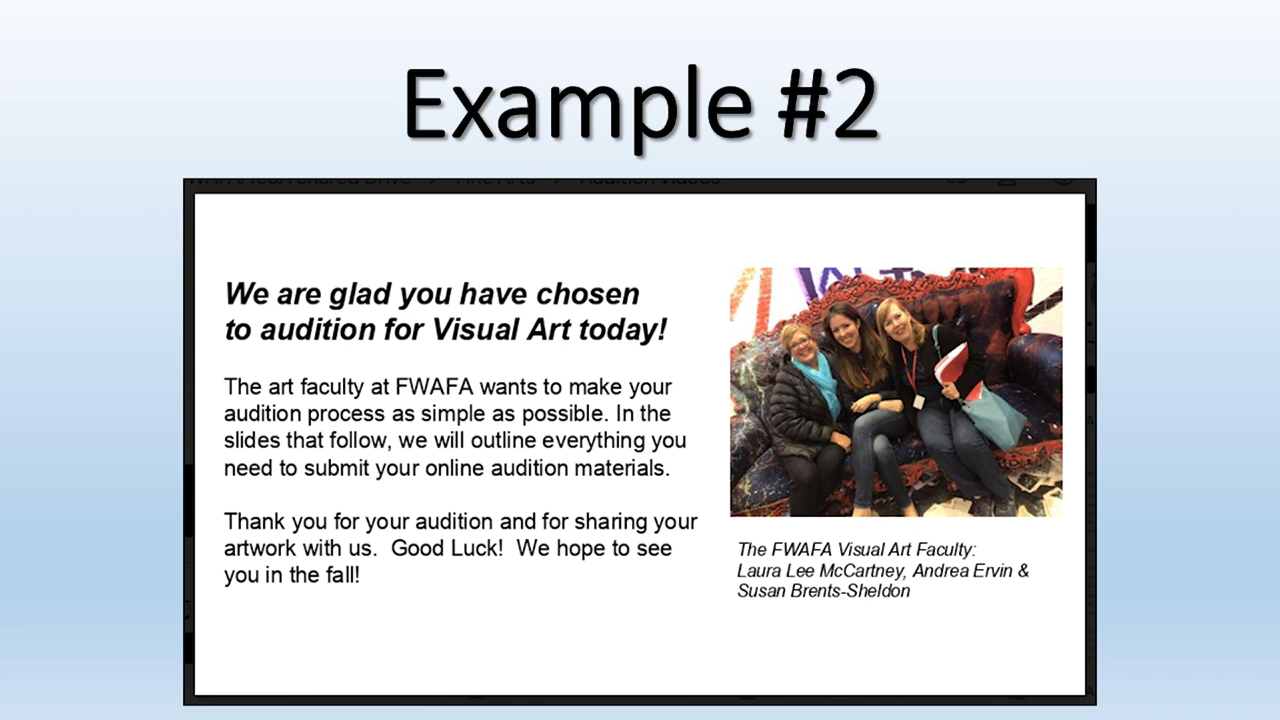 Example #2
We are glad you have chosen
to audition for Visual Art today!
The art faculty at FWAFA wants to make your
audition process as simple as possible. In the
slides that follow, we will outline everything you
need to submit your online audition materials.
Thank you for your audition and for sharing your
artwork with us.  Good Luck!  We hope to see
you in the fall!
The FWAFA Visual Art Faculty:
Laura Lee McCartney, Andrea Ervin &
Susan Brents-Sheldon